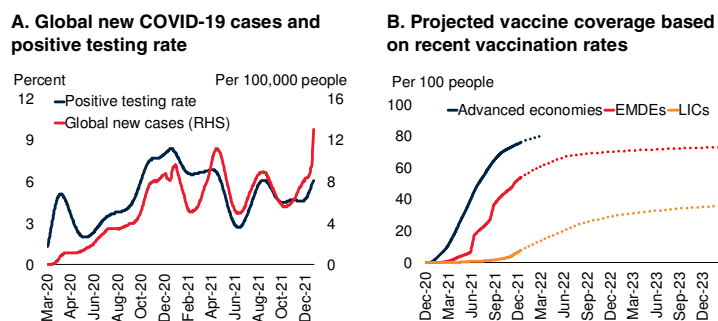 A. Global new COVID-19 cases and
positive testing rate
Percent
Per 100,000 people
12
9
6
3
0
16
12
8
4
0
Positive testing rate
Global new cases (RHS)
Mar-20
Apr-20
Jun-20
Aug-20
Oct-20
Dec-20
Feb-21
Apr-21
Jun-21
Aug-21
Oct-21
Dec-21
B. Projected vaccine coverage based
on recent vaccination rates
Per 100 people
100
80
60
40
20
0
Advanced economies
EMDEs
LICs
Dec-20
Mar-21
Jun-21
Sep-21
Dec-21
Mar-22
Jun-22
Sep-22
Dec-22
Mar-23
Jun-23
Sep-23
Dec-23